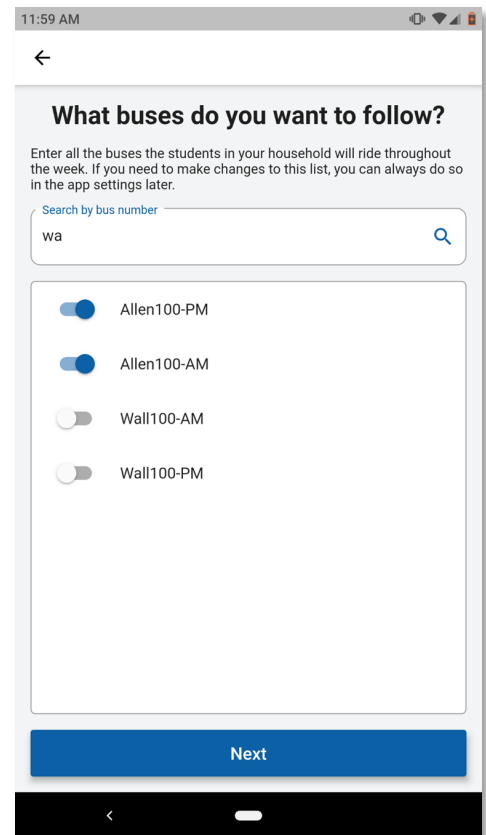 11:59 AM
What buses do you want to follow?
Enter all the buses the students in your household will ride throughout
the week. If you need to make changes to this list, you can always do so
in the app settings later.
Search by bus number
wa
Allen100-PM
Allen100-AM
Wall100-AM
Wall100-PM
Next